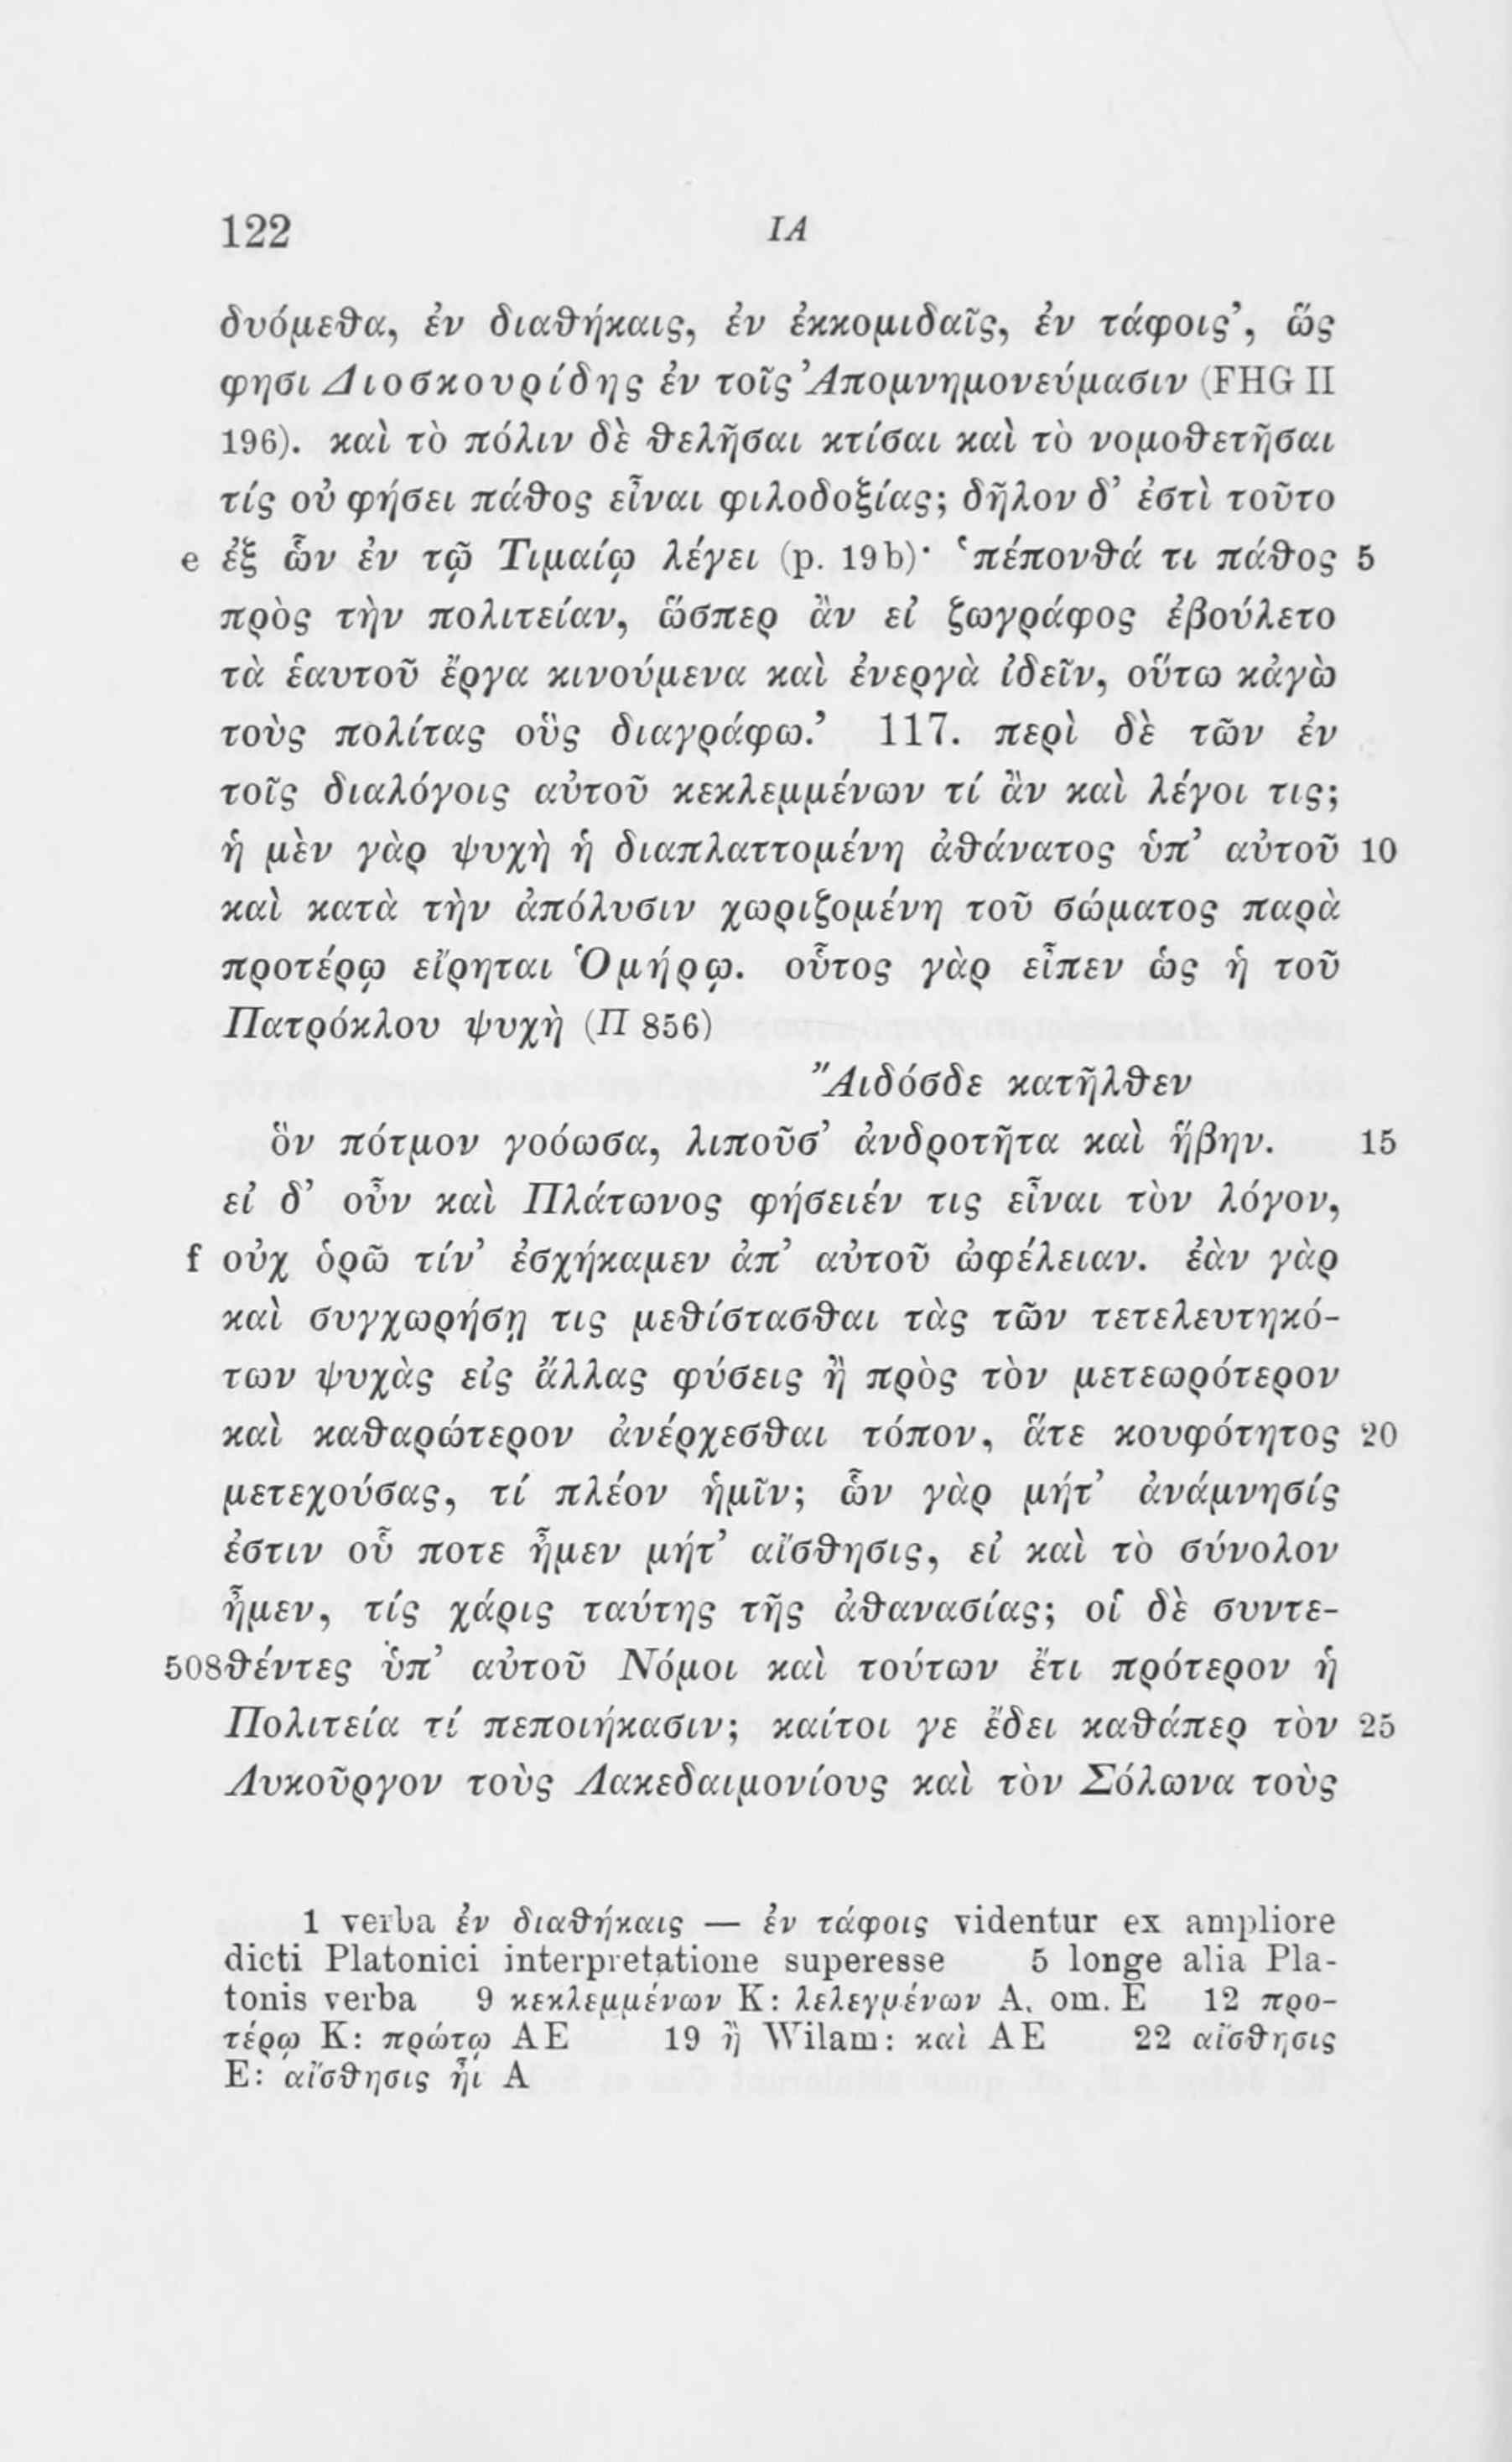 122 ΙΑ
δυόμεθα, ἐν διαθήκαις, ἐν ἐκκομιδαῖς, ἐν τάφοις’, ὥς
φησι Διοσκουρίδης ἐν τοῖς Ἀπομνημονεύμασιν (FHG II
196). καὶ τὸ πόλιν δὲ θελῆσαι κτίσαι καὶ τὸ νομοθετῆσαι
τίς οὐ φήσει πάθος εἶναι φιλοδοξίας; δῆλον δ’ ἐστὶ τοῦτο
e ἐξ ὧν ἐν τῷ Τιμαίῳ λέγει (p. 19 b)· ‘πέπονθά τι πάθος 5
πρὸς τὴν πολιτείαν, ὥσπερ ἂν εἰ ζωγράφος ἐβούλετο
τὰ ἑαυτοῦ ἔργα κινούμενα καὶ ἐνεργὰ ἰδεῖν, οὕτω κἀγὼ
τοὺς πολίτας οὓς διαγράφω.’ 117. περὶ δὲ τῶν ἐν
τοῖς διαλόγοις αὐτοῦ κεκλεμμένων τί ἂν καὶ λέγοι τις;
ἡ μὲν γὰρ ψυχὴ ἡ διαπλαττομένη ἀθάνατος ὑπ’ αὐτοῦ 10
καὶ κατὰ τὴν ἀπόλυσιν χωριζομένη τοῦ σώματος παρὰ
προτέρῳ εἴρηται Ὁμήρῳ. οὗτος γὰρ εἶπεν ὡς ἡ τοῦ
Πατρόκλου ψυχὴ (Π 856)
Ἄιδόσδε κατῆλθεν
ὃν πότμον γοόωσα, λιποῦσ’ ἀνδροτῆτα καὶ ἥβην. 15
εἰ δ’ οὖν καὶ Πλάτωνος φήσειέν τις εἶναι τὸν λόγον,
f οὐχ ὁρῶ τίν’ ἐσχήκαμεν ἀπ’ αὐτοῦ ὠφέλειαν. ἐὰν γὰρ
καὶ συγχωρήσῃ τις μεθίστασθαι τὰς τῶν τετελευτηκό-
των ψυχὰς εἰς ἄλλας φύσεις ἢ πρὸς τὸν μετεωρότερον
καὶ καθαρώτερον ἀνέρχεσθαι τόπον, ἅτε κουφότητος 20
μετεχούσας, τί πλέον ἡμῖν; ὧν γὰρ μήτ’ ἀνάμνησίς
ἐστιν οὗ ποτε ἦμεν μήτ’ αἴσθησις, εἰ καὶ τὸ σύνολον
ἦμεν, τίς χάρις ταύτης τῆς ἀθανασίας; οἱ δὲ συντε-
508 θέντες ὑπ’ αὐτοῦ Νόμοι καὶ τούτων ἔτι πρότερον ἡ
Πολιτεία τί πεποιήκασιν; καίτοι γε ἔδει καθάπερ τὸν 25
Λυκοῦργον τοὺς Λακεδαιμονίους καὶ τὸν Σόλωνα τοὺς
1 verba ἐν διαθήκαις — ἐν τάφοις videntur ex ampliore
dicti Platonici interpretatione superesse 5 longe alia Pla-
tonis verba 9 κεκλεμμένων K: λελεγμένων A, om. E 12 προ-
τέρῳ K: πρώτῳ AE 19 ἢ Wilam: καὶ AE 22 αἴσθησις
E: αἴσθησις ἦι A